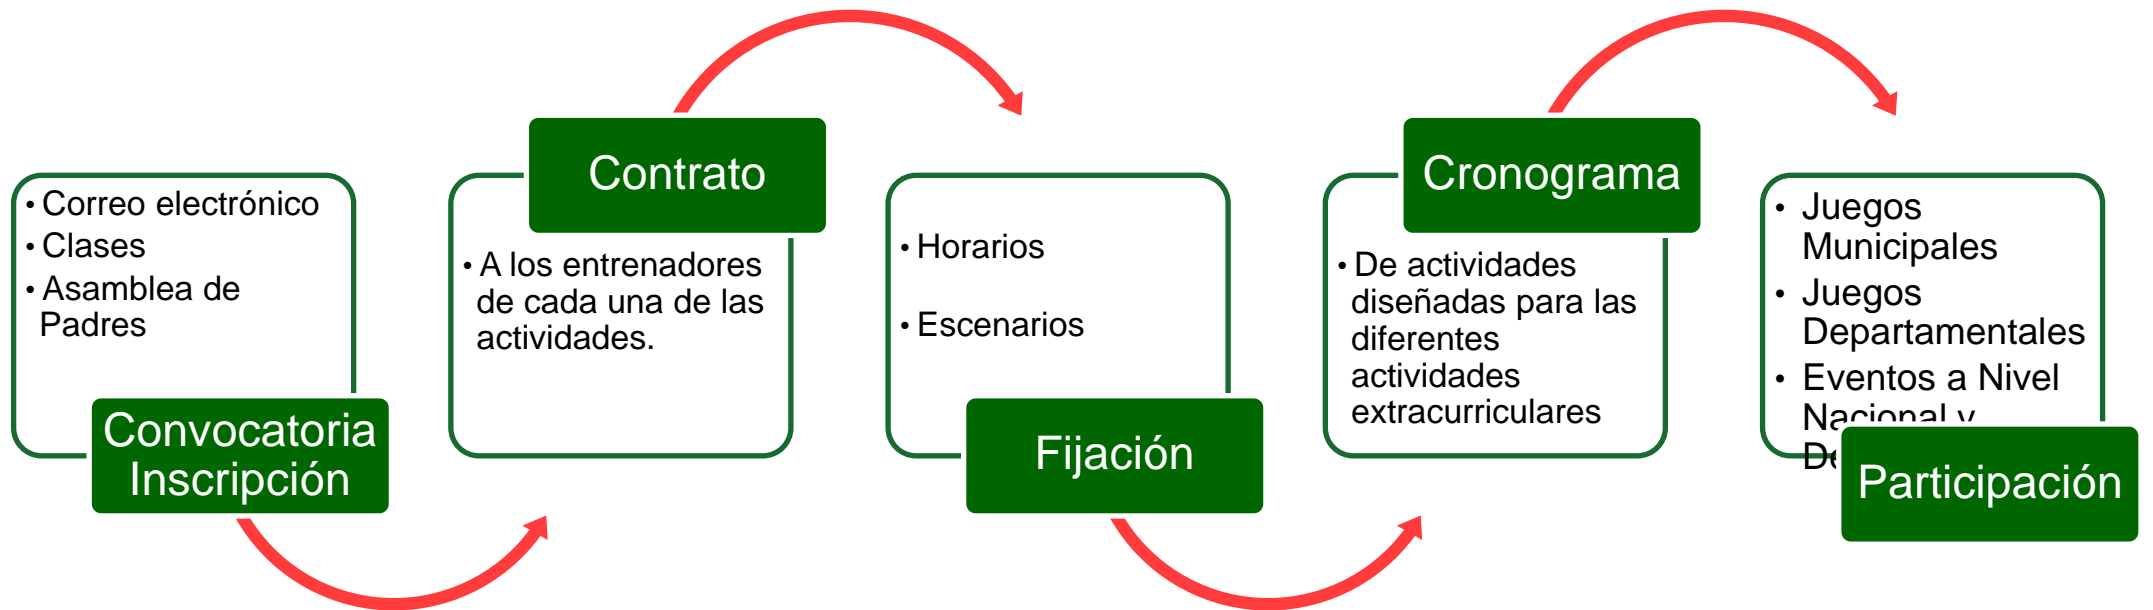 • Correo electrónico
• Clases
• Asamblea de
Padres
Convocatoria
Inscripción
Contrato
• A los entrenadores
de cada una de las
actividades.
• Horarios
• Escenarios
Fijación
Cronograma
• De actividades
diseñadas para las
diferentes
actividades
extracurriculares
• Juegos
Municipales
• Juegos
Departamentales
• Eventos a Nivel
Nacional y
Participación